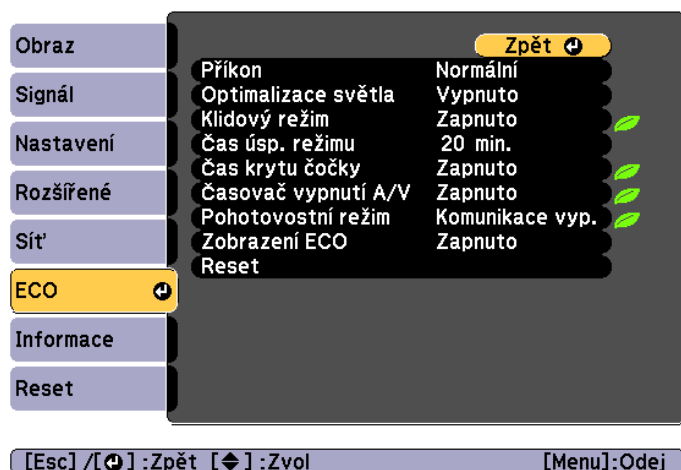 Obraz
Signál
Nastavení
Rozšířené
Síť
ECO
Informace
Reset
Zpět
Příkon Normální
Optimalizace světla Vypnuto
Klidový režim Zapnuto
Čas úsp. režimu 20 min.
Čas krytu čočky Zapnuto
Časovač vypnutí A/V Zapnuto
Pohotovostní režim Komunikace vyp.
Zobrazení ECO Zapnuto
Reset
[Esc] /[ ] :Zpět [ ] :Zvol [Menu]:Odej